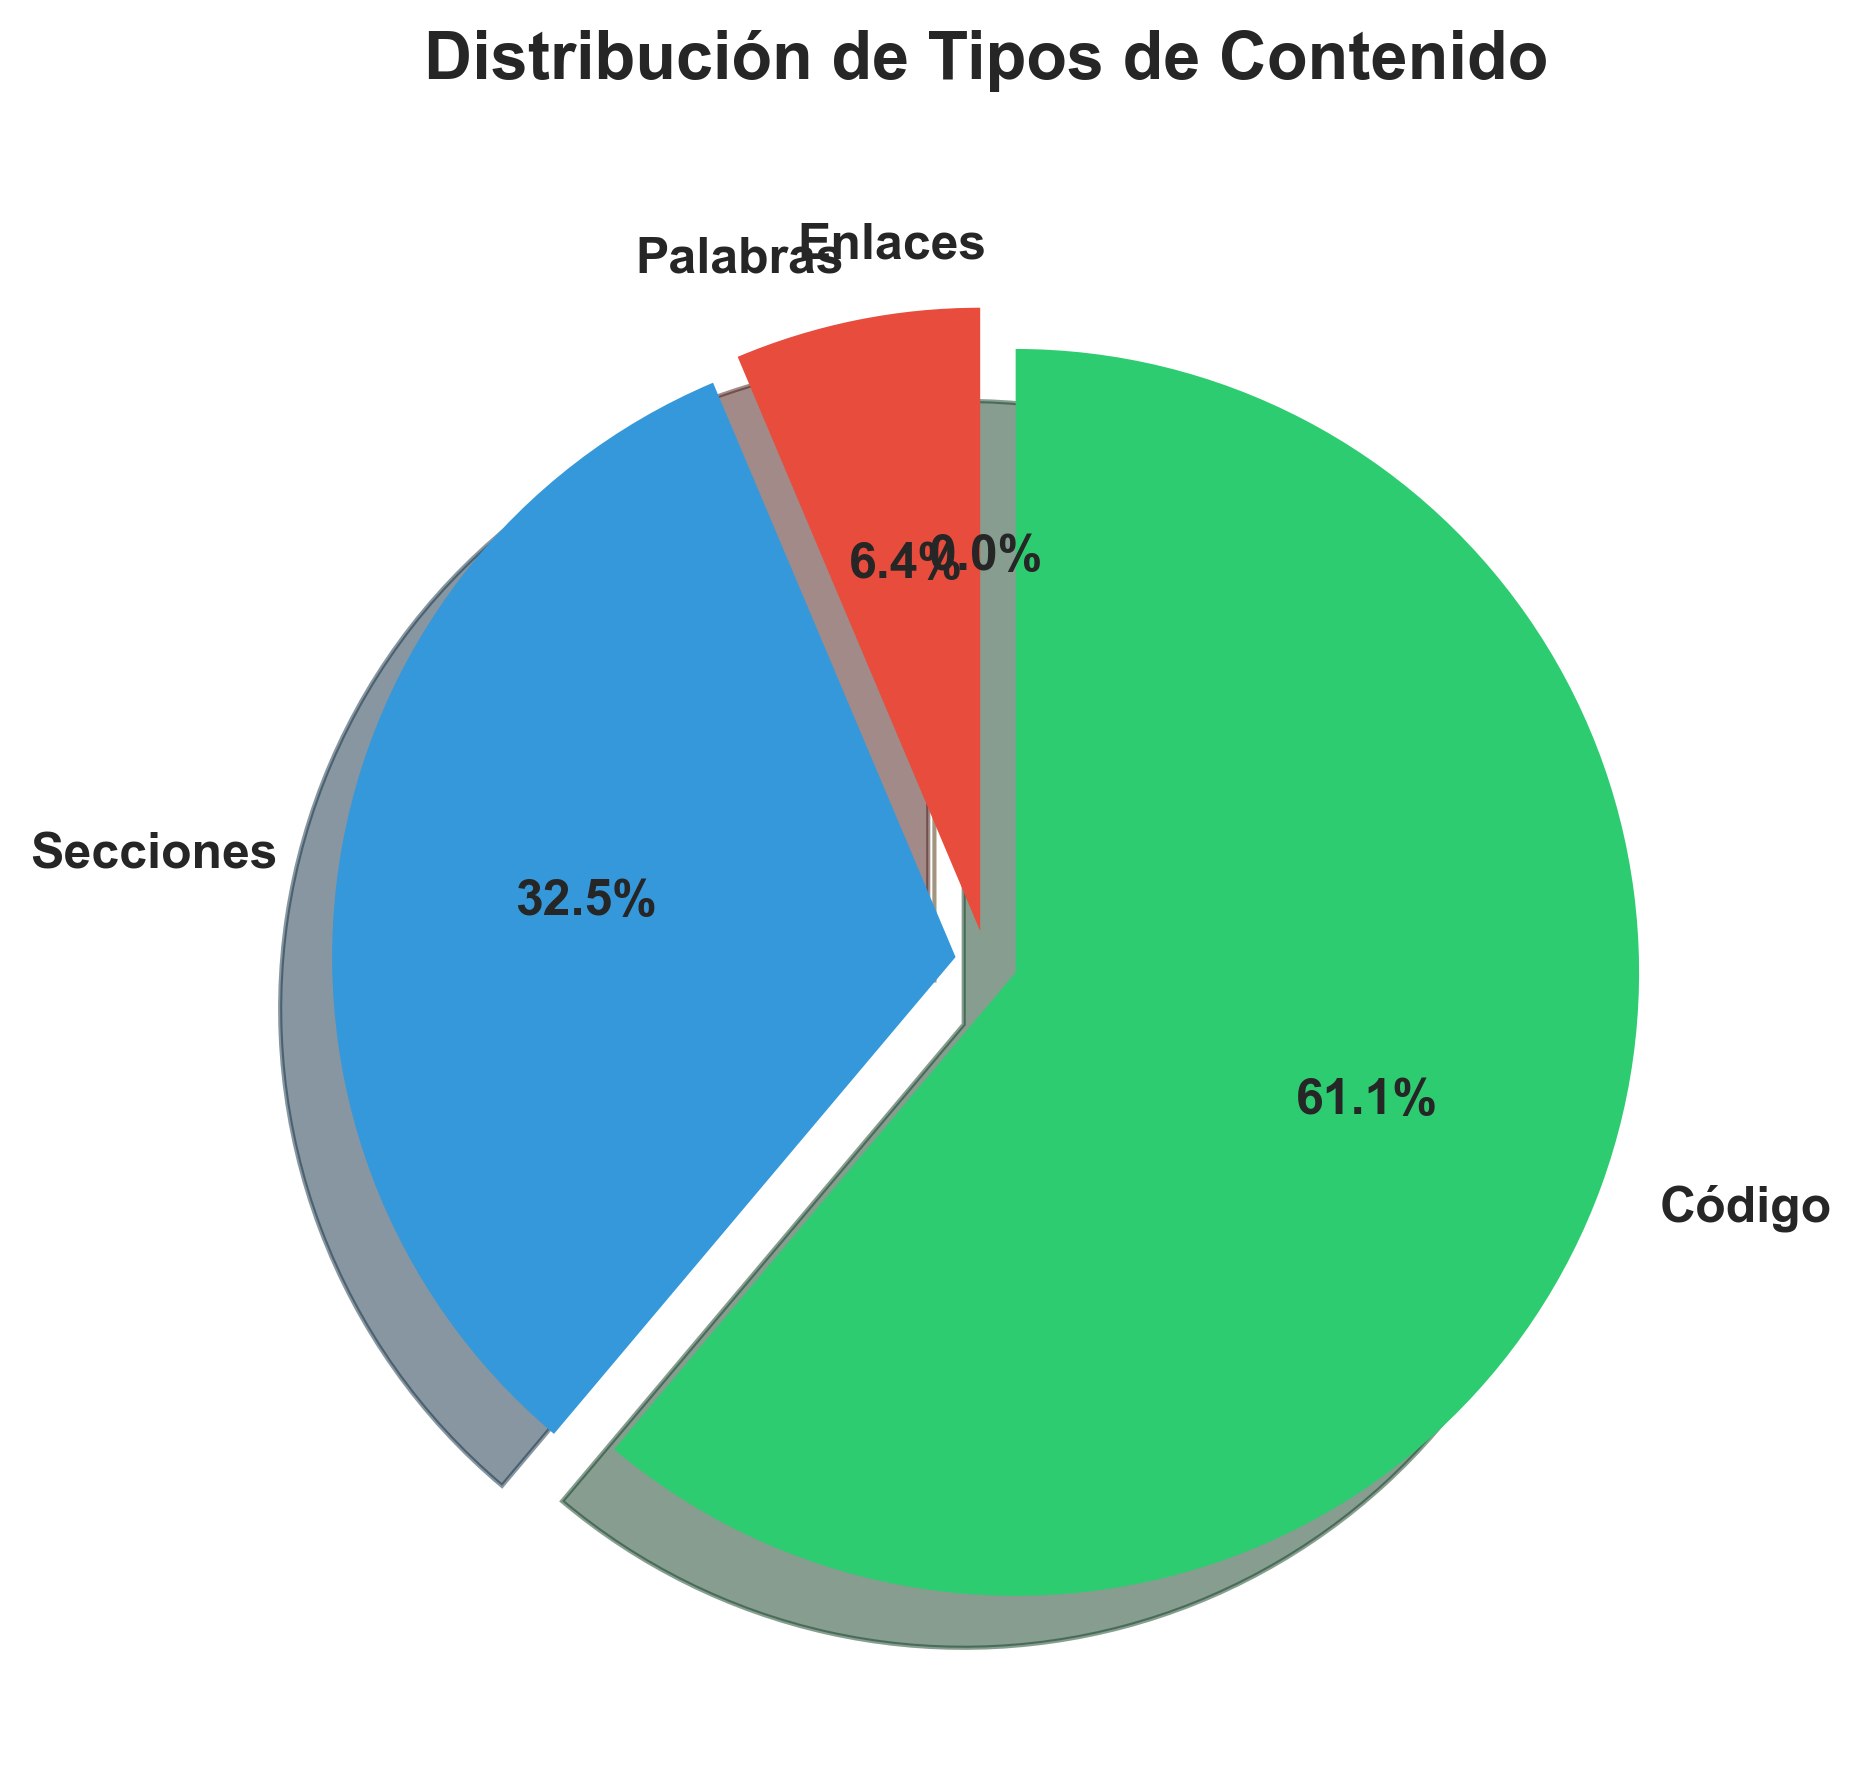 Distribución de Tipos de Contenido
Enlaces
Palabras
0.0%
6.4%
Secciones
32.5%
61.1%
Código